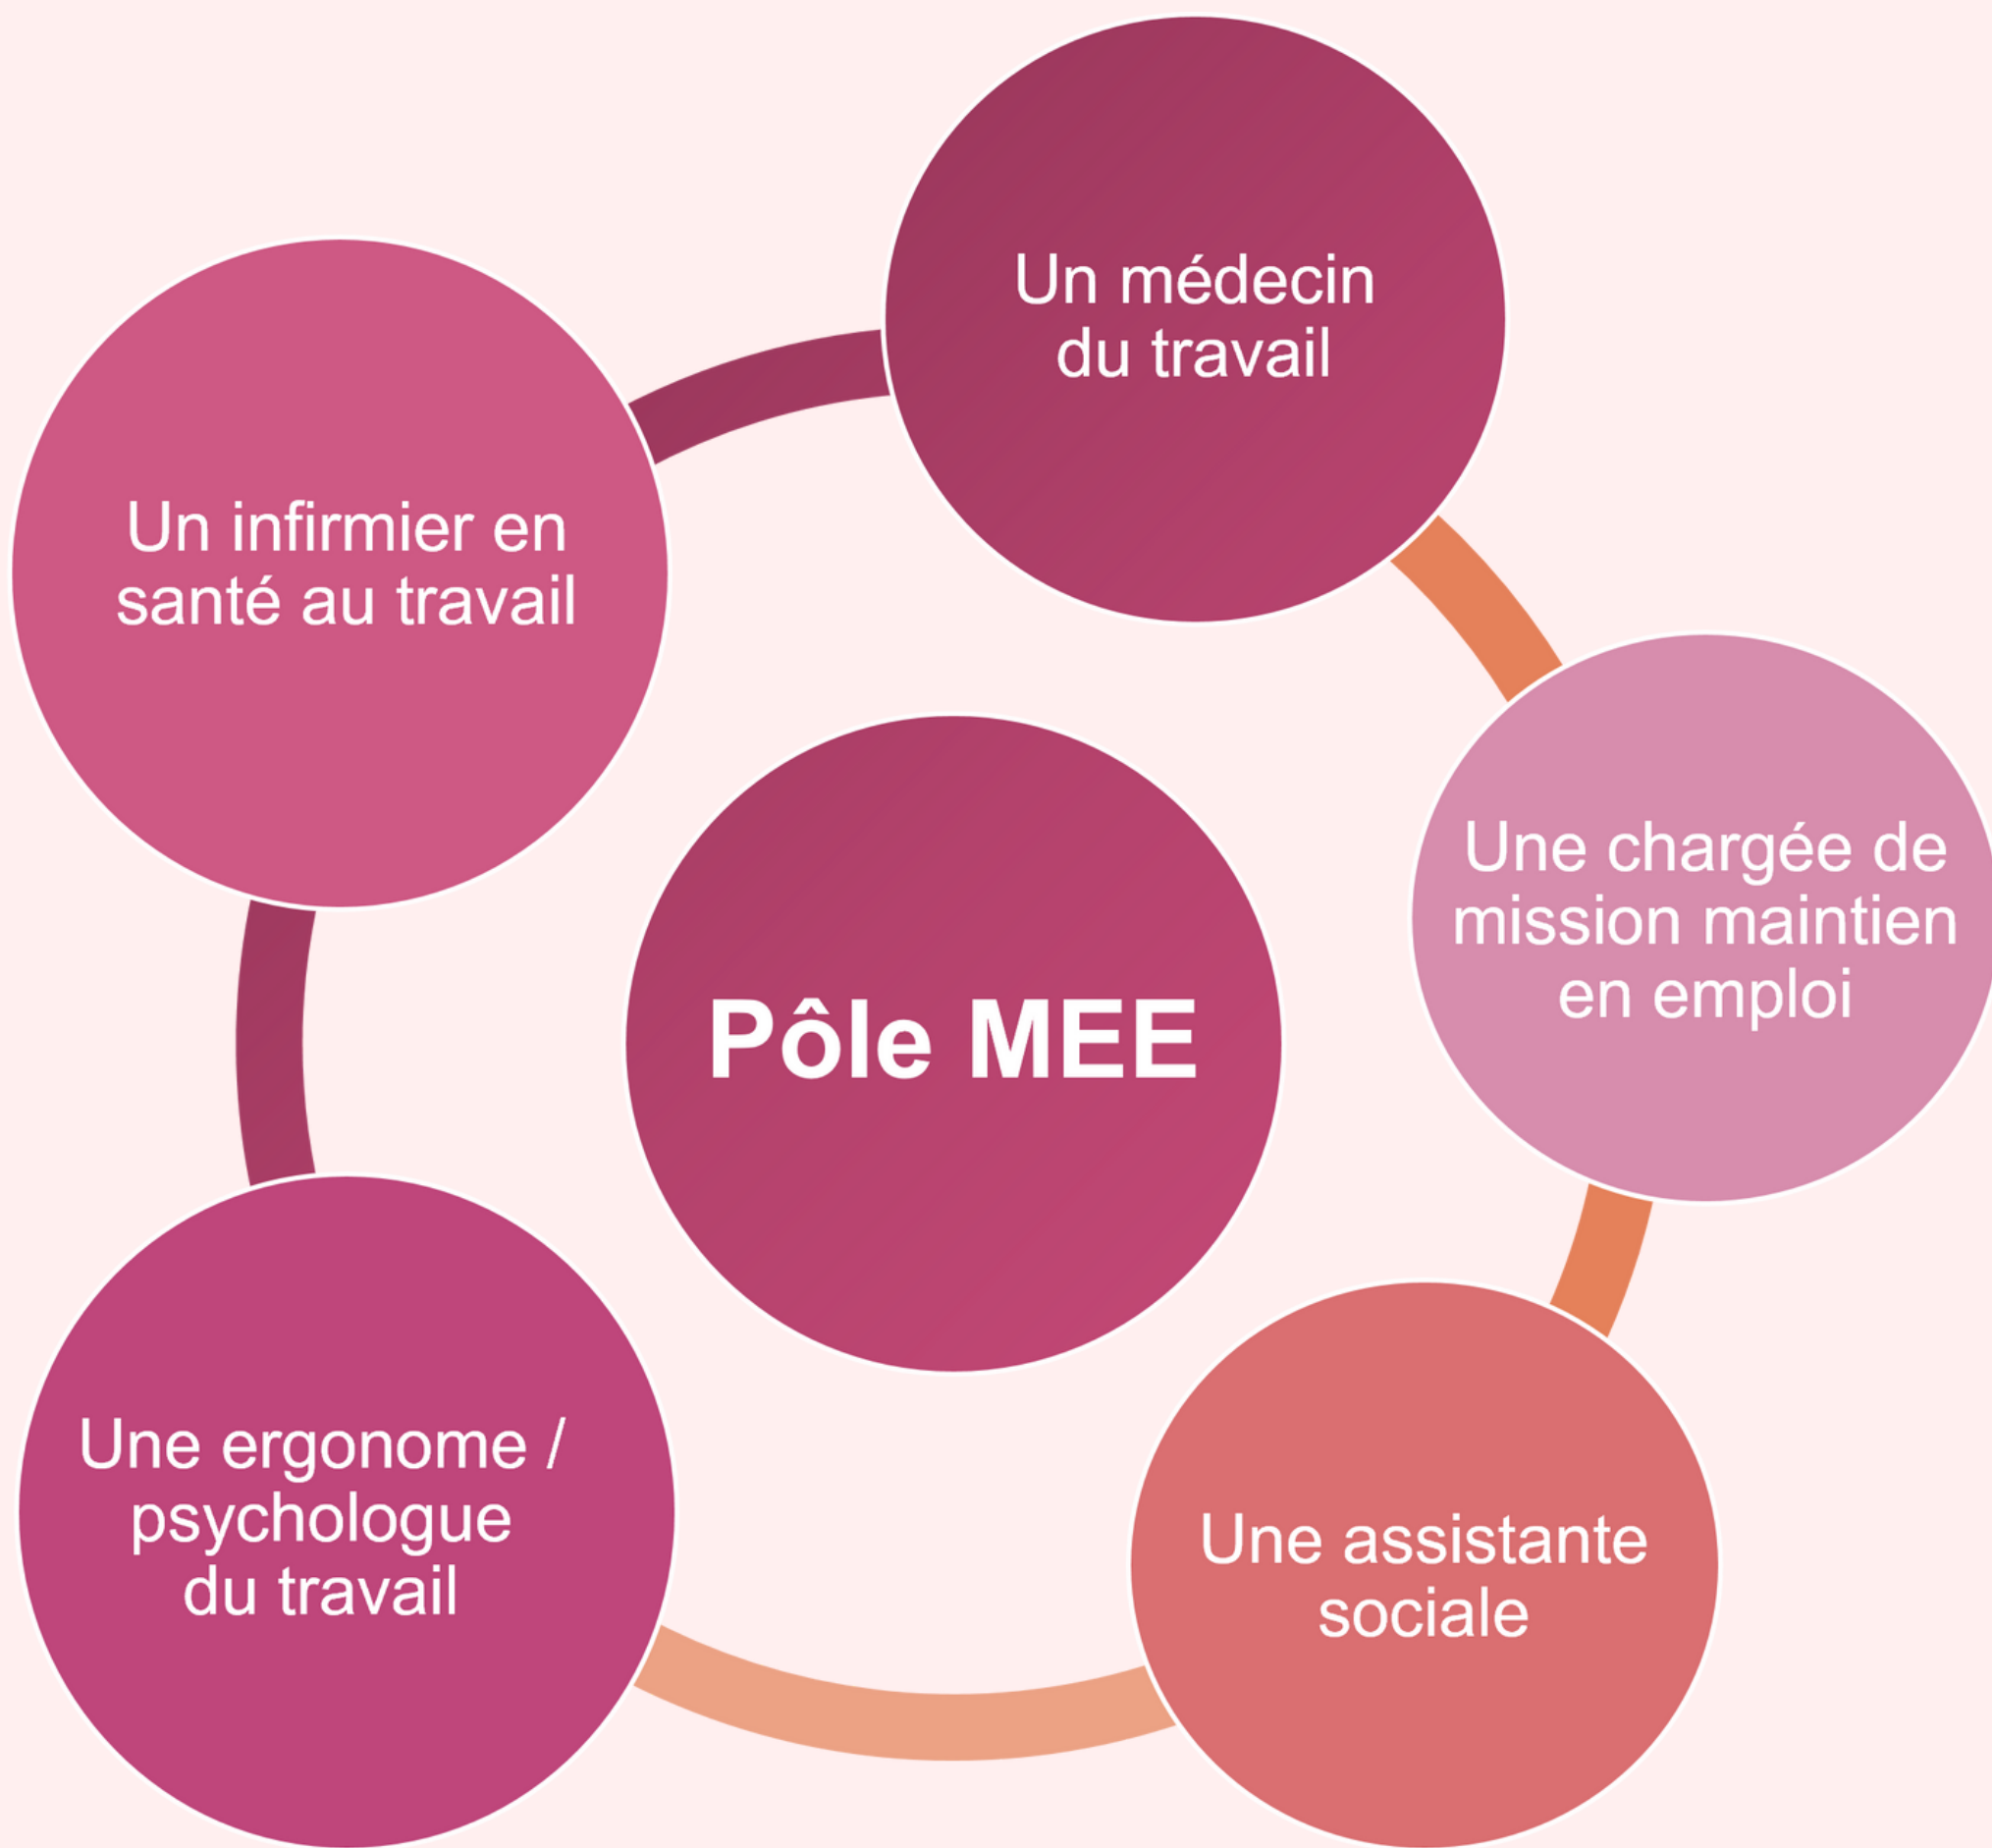 Un médecin
du travail
Un infirmier en
santé au travail
Une chargée de
mission maintien
en emploi
Pôle MEE
Une ergonome /
psychologue
du travail
Une assistante
sociale